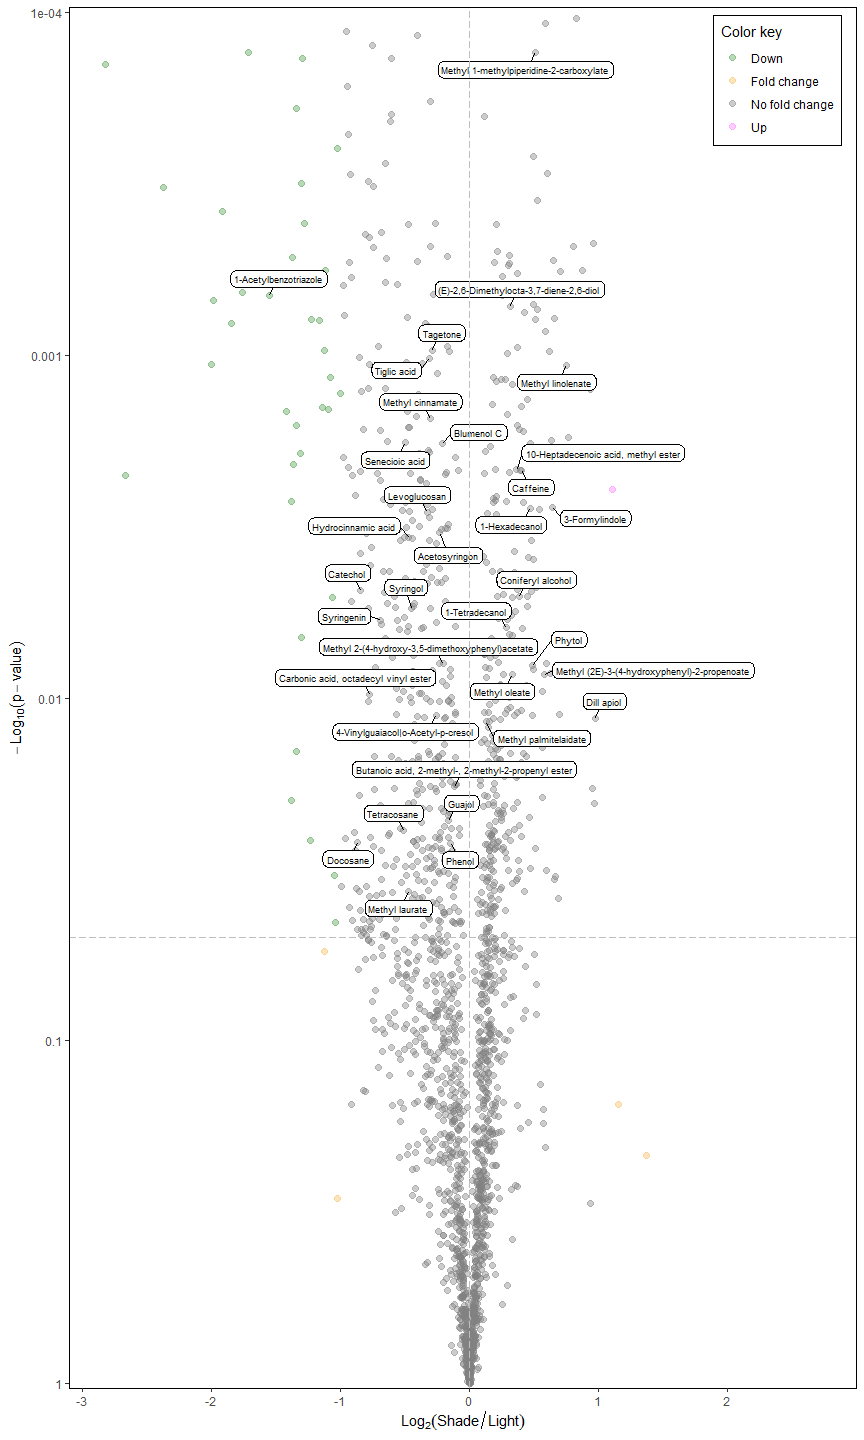 1e-04
Color key
Down
Fold change
No fold change
Up
Methyl 1-methylpiperidine-2-carboxylate
1-Acetylbenzotriazole
(E)-2,6-Dimethylocta-3,7-diene-2,6-diol
Tagetone
0.001
Tiglic acid
Methyl linolenate
Methyl cinnamate
Blumenol C
Senecioic acid
10-Heptadecenoic acid, methyl ester
Caffeine
Levoglucosan
Hydrocinnamic acid
1-Hexadecanol
3-Formylindole
Acetosyringon
Catechol
Syringol
Coniferyl alcohol
Syringenin
1-Tetradecanol
Methyl 2-(4-hydroxy-3,5-dimethoxyphenyl)acetate
Phytol
Carbonic acid, octadecyl vinyl ester
Methyl (2E)-3-(4-hydroxyphenyl)-2-propenoate
Methyl oleate
0.01
Dill apiol
4-Vinylguaiacol|o-Acetyl-p-cresol
Methyl palmitelaidate
Butanoic acid, 2-methyl-, 2-methyl-2-propenyl ester
Tetracosane
Guajol
Docosane
Phenol
Methyl laurate
0.1
1
−Log10(p − value)
-3 -2 -1 0 1 2
Log2(Shade/Light)